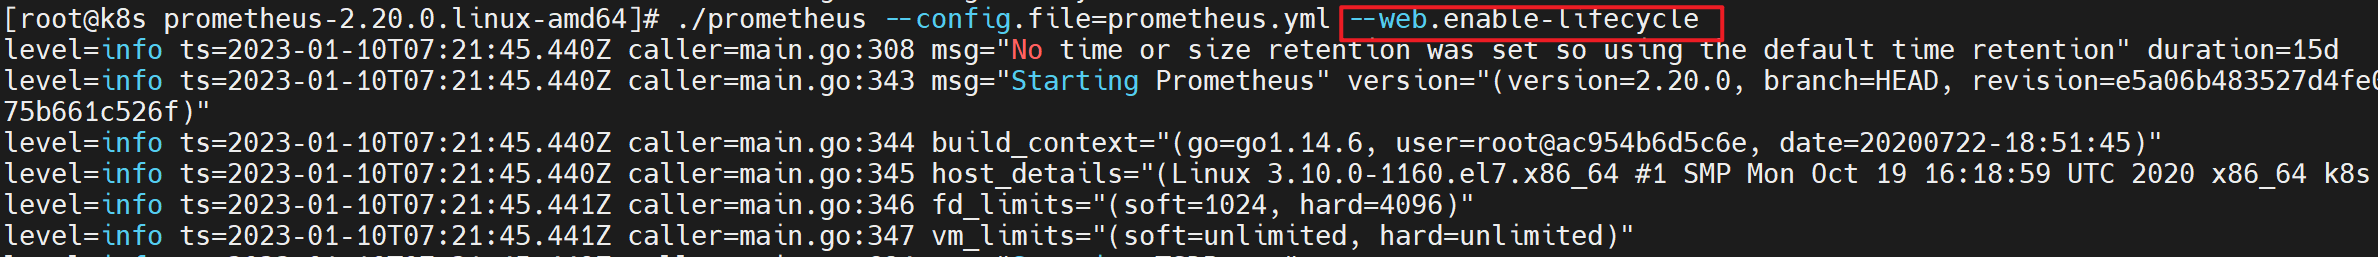 [root@k8s prometheus-2.20.0.linux-amd64]# ./prometheus --config.file=prometheus.yml --web.enable-lifecycle
level=info ts=2023-01-10T07:21:45.440Z caller=main.go:308 msg="No time or size retention was set so using the default time retention" duration=15d
level=info ts=2023-01-10T07:21:45.440Z caller=main.go:343 msg="Starting Prometheus" version="(version=2.20.0, branch=HEAD, revision=e5a06b483527d4fe0
75b661c526f)"
level=info ts=2023-01-10T07:21:45.440Z caller=main.go:344 build_context="(go=go1.14.6, user=root@ac954b6d5c6e, date=20200722-18:51:45)"
level=info ts=2023-01-10T07:21:45.440Z caller=main.go:345 host_details="(Linux 3.10.0-1160.el7.x86_64 #1 SMP Mon Oct 19 16:18:59 UTC 2020 x86_64 k8s
level=info ts=2023-01-10T07:21:45.441Z caller=main.go:346 fd_limits="(soft=1024, hard=4096)"
level=info ts=2023-01-10T07:21:45.441Z caller=main.go:347 vm_limits="(soft=unlimited, hard=unlimited)"